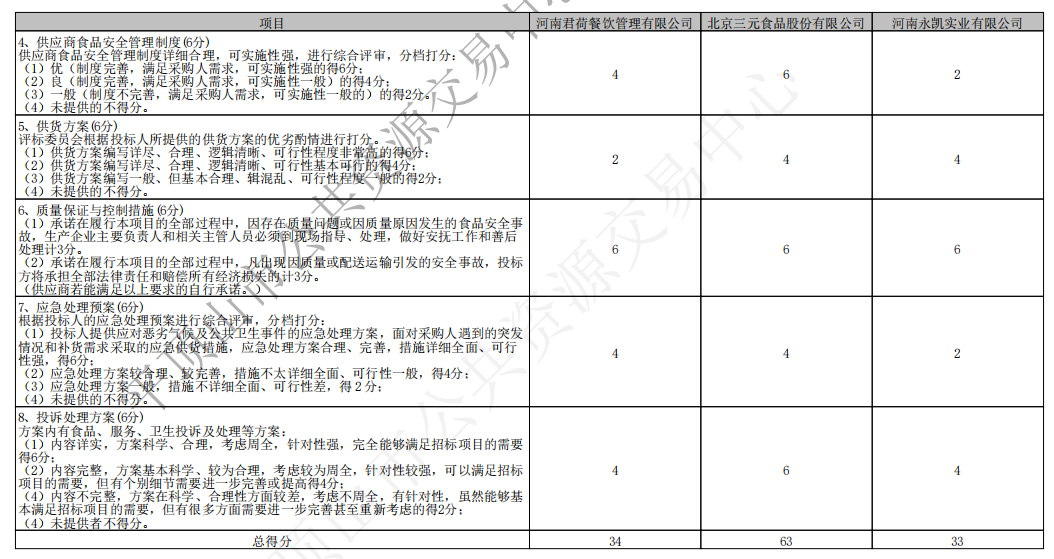 项目 河南君荷餐饮管理有限公司 北京三元食品股份有限公司 河南永凯实业有限公司
4、供应商食品安全管理制度(6分)
供应商食品安全管理制度详细合理，可实施性强，进行综合评审，分档打分：
（1）优（制度完善，满足采购人需求，可实施性强的得6分；
（2）良（制度完善，满足采购人需求，可实施性一般）的得4分；
（3）一般（制度不完善，满足采购人需求，可实施性一般的）的得2分。
（4）未提供的不得分。
4 6 2
5、供货方案(6分)
评标委员会根据投标人所提供的供货方案的优劣酌情进行打分。
（1）供货方案编写详尽、合理、逻辑清晰、可行性程度非常高的得6分；
（2）供货方案编写详尽、合理、逻辑清晰、可行性基本可行的得4分；
（3）供货方案编写一般、但基本合理、辑混乱、可行性程度一般的得2分；
（4）未提供的不得分。
2 4 4
6、质量保证与控制措施(6分)
（1）承诺在履行本项目的全部过程中，因存在质量问题或因质量原因发生的食品安全事
故，生产企业主要负责人和相关主管人员必须到现场指导、处理，做好安抚工作和善后
处理计3分。
（2）承诺在履行本项目的全部过程中，凡出现因质量或配送运输引发的安全事故，投标
方将承担全部法律责任和赔偿所有经济损失的计3分。
（供应商若能满足以上要求的自行承诺。）
6 6 6
7、应急处理预案(6分)
根据投标人的应急处理预案进行综合评审，分档打分：
（1）投标人提供应对恶劣气候及公共卫生事件的应急处理方案，面对采购人遇到的突发
情况和补货需求采取的应急供货措施，应急处理方案合理、完善，措施详细全面、可行
性强，得6分；
（2）应急处理方案较合理、较完善，措施不太详细全面、可行性一般，得4分；
（3）应急处理方案一般，措施不详细全面、可行性差，得２分；
（4）未提供的不得分。
4 4 2
8、投诉处理方案(6分)
方案内有食品、服务、卫生投诉及处理等方案：
（1）内容详实，方案科学、合理，考虑周全，针对性强，完全能够满足招标项目的需要
得6分；
（2）内容完整，方案基本科学、较为合理，考虑较为周全，针对性较强，可以满足招标
项目的需要，但有个别细节需要进一步完善或提高得4分；
（4）内容不完整，方案在科学、合理性方面较差，考虑不周全，有针对性，虽然能够基
本满足招标项目的需要，但有很多方面需要进一步完善甚至重新考虑的得2分；
（4）未提供者不得分。
4 6 4
总得分 34 63 33
平顶山市公共资源交易中心
平顶山市公共资源交易中心